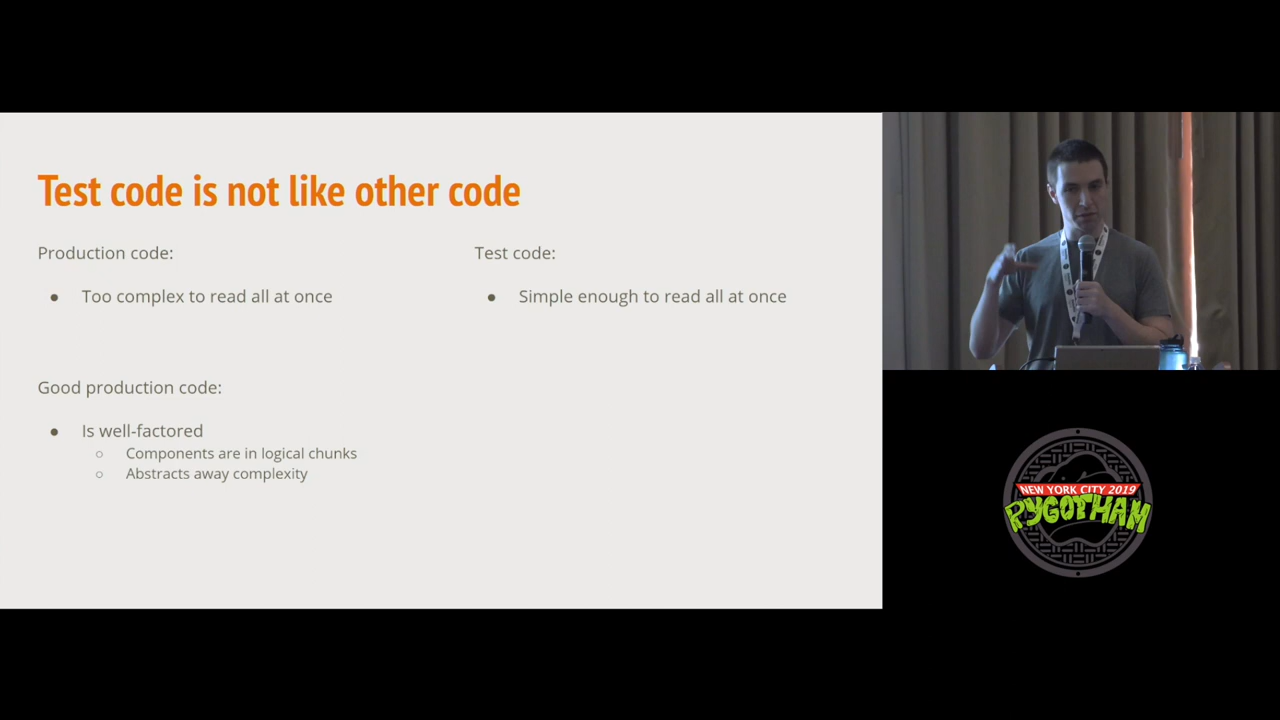 Test code is not like other code
Production code:
● Too complex to read all at once
Test code:
● Simple enough to read all at once
Good production code:
● Is well-factored
○ Components are in logical chunks
○ Abstracts away complexity
NEW YORK CITY 2019
PYGOTHAM